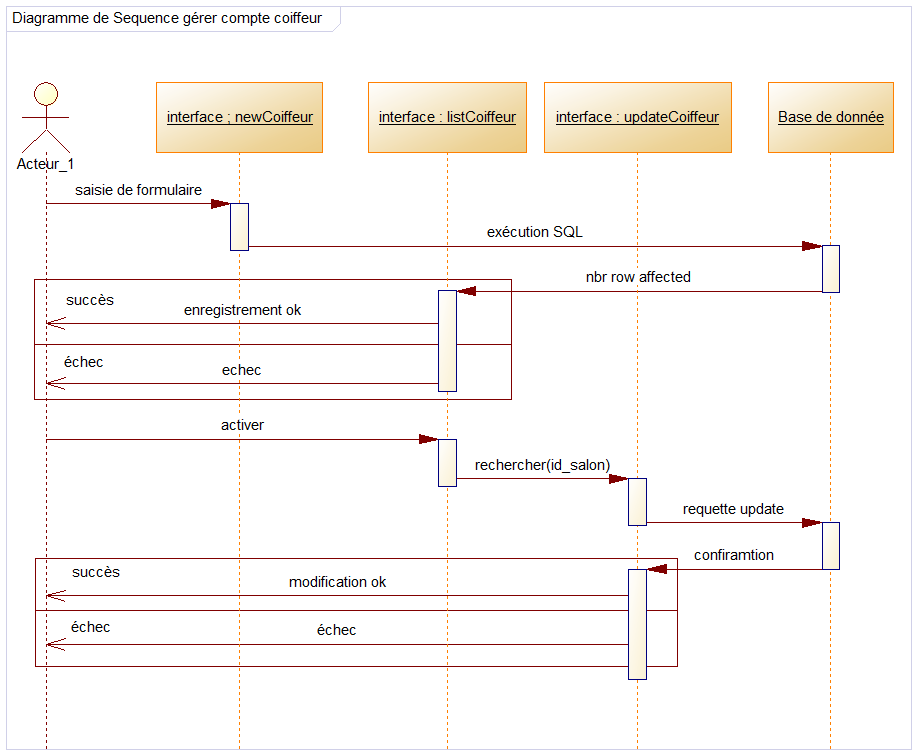 Diagramme de Sequence gérer compte coiffeur
Acteur_1
interface ; newCoiffeur
interface : listCoiffeur
interface : updateCoiffeur
Base de donnée
saisie de formulaire
exécution SQL
nbr row affected
succès
enregistrement ok
échec
echec
activer
rechercher(id_salon)
requette update
confiramtion
succès
modification ok
échec
échec